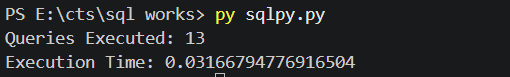 PS E:\cts\sql works> py sqlpy.py
Queries Executed: 13
Execution Time: 0.03166794776916504